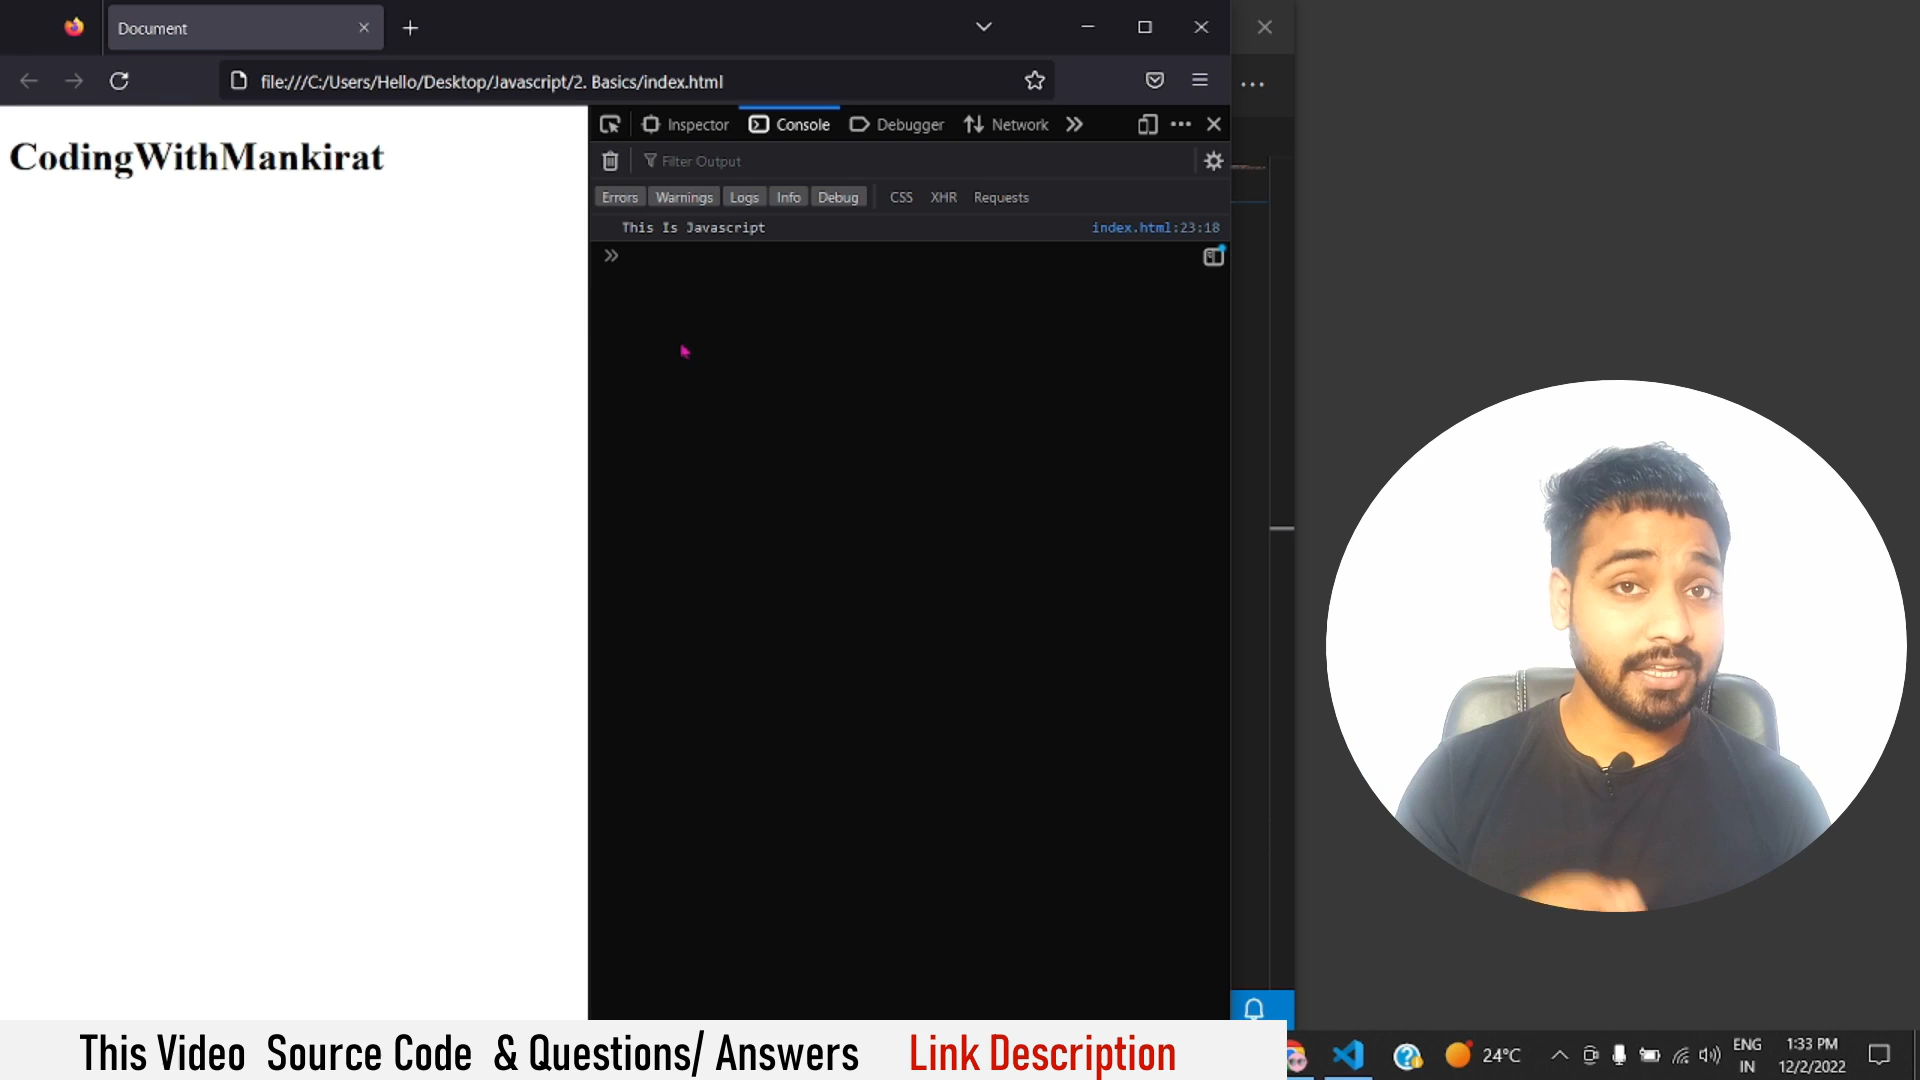 Document
file:///C:/Users/Hello/Desktop/Javascript/2. Basics/index.html
CodingWithMankirat
Inspector Console Debugger Network
Filter Output
Errors Warnings Logs Info Debug CSS XHR Requests
This Is Javascript index.html:23:18
This Video Source Code & Questions/ Answers Link Description
24°C
ENG
IN
1:33 PM
12/2/2022